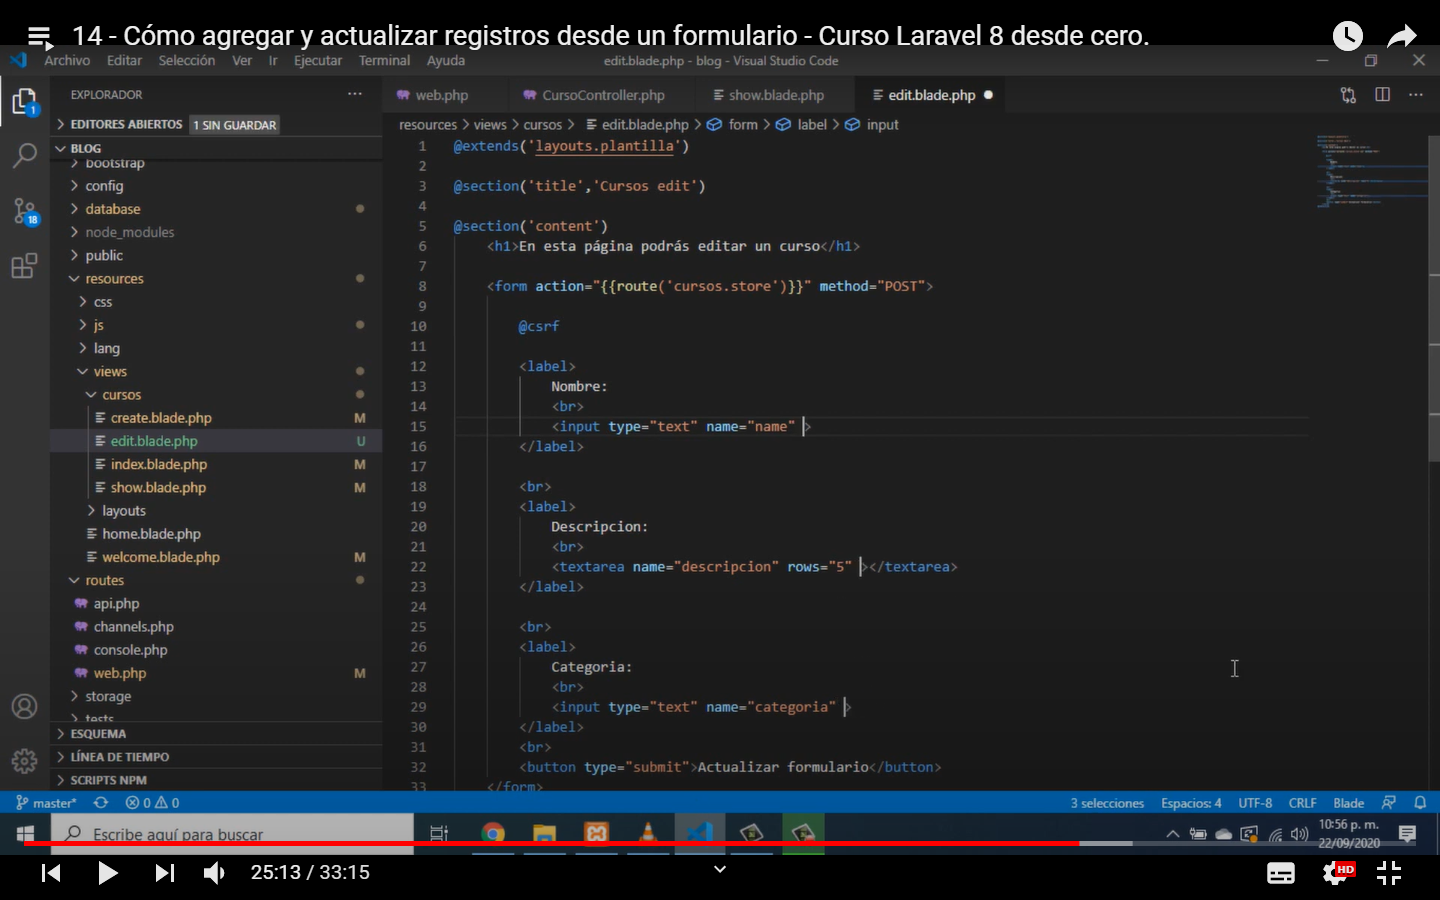 14 - Cómo agregar y actualizar registros desde un formulario - Curso Laravel 8 desde cero.
Archivo Editar Selección Ver Ir Ejecutar Terminal Ayuda edit.blade.php - blog - Visual Studio Code
EXPLORADOR ···
EDITORES ABIERTOS 1 SIN GUARDAR
BLOG
bootstrap
config
database
node_modules
public
resources
css
js
lang
views
cursos
create.blade.php M
edit.blade.php U
index.blade.php M
show.blade.php M
layouts
home.blade.php
welcome.blade.php M
routes
api.php
channels.php
console.php
web.php M
storage
tests
ESQUEMA
LÍNEA DE TIEMPO
SCRIPTS NPM
1
18
web.php CursoController.php show.blade.php edit.blade.php
resources > views > cursos > edit.blade.php > form > label > input
1 @extends('layouts.plantilla')
2
3 @section('title','Cursos edit')
4
5 @section('content')
6 <h1>En esta página podrás editar un curso</h1>
7
8 <form action="{{route('cursos.store')}}" method="POST">
9
10 @csrf
11
12 <label>
13 Nombre:
14 <br>
15 <input type="text" name="name" >
16 </label>
17
18 <br>
19 <label>
20 Descripcion:
21 <br>
22 <textarea name="descripcion" rows="5" ></textarea>
23 </label>
24
25 <br>
26 <label>
27 Categoria:
28 <br>
29 <input type="text" name="categoria" >
30 </label>
31 <br>
32 <button type="submit">Actualizar formulario</button>
33 </form>
master* 0 0 3 selecciones Espacios: 4 UTF-8 CRLF Blade
Escribe aquí para buscar
10:56 p. m.
22/09/2020
25:13 / 33:15
HD